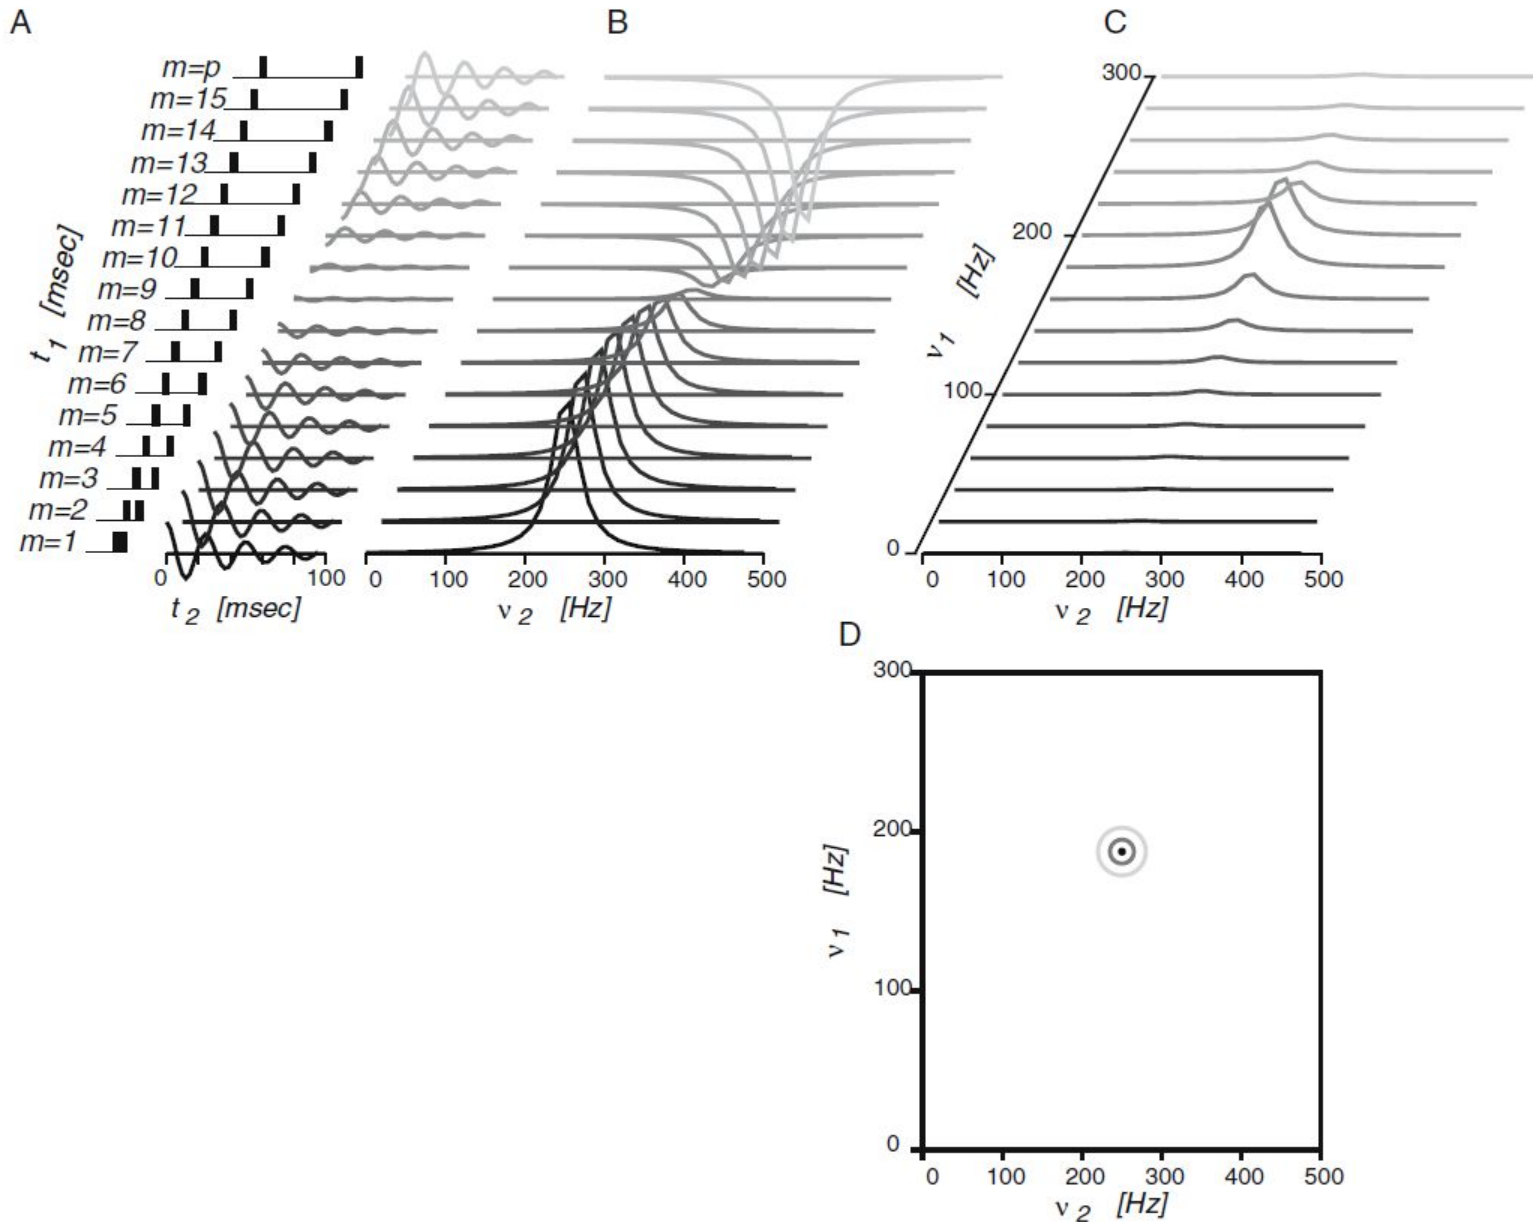 A
B
C
m=p
m=15
m=14
m=13
m=12
m=11
m=10
m=9
m=8
m=7
m=6
m=5
m=4
m=3
m=2
m=1
t1 [msec]
0 100
t2 [msec]
0 100 200 300 400 500
ν2 [Hz]
300
200
100
0
ν1 [Hz]
0 100 200 300 400 500
ν2 [Hz]
D
300
200
100
0
ν1 [Hz]
0 100 200 300 400 500
ν2 [Hz]